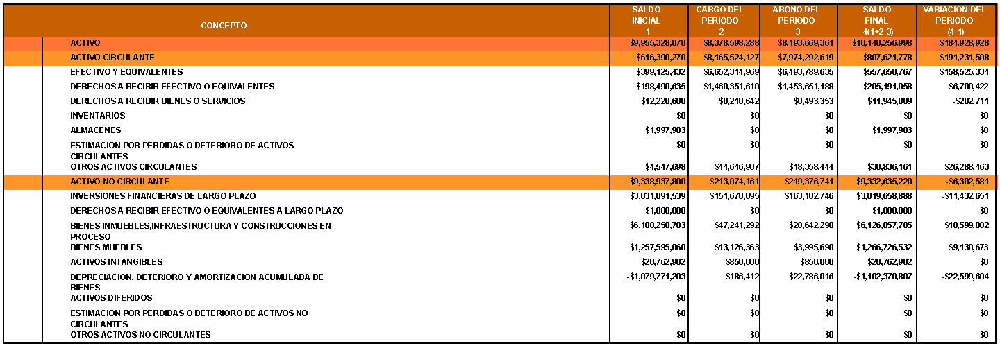 CONCEPTO SALDO INICIAL 1 CARGO DEL PERIODO 2 ABONO DEL PERIODO 3 SALDO FINAL 4(1+2-3) VARIACION DEL PERIODO (4-1)
ACTIVO $9,955,328,070 $8,378,598,288 $8,193,669,361 $10,140,256,998 $184,928,928
ACTIVO CIRCULANTE $616,390,270 $8,165,524,127 $7,974,292,619 $807,621,778 $191,231,508
EFECTIVO Y EQUIVALENTES $399,125,432 $6,652,314,969 $6,493,789,635 $557,650,767 $158,525,334
DERECHOS A RECIBIR EFECTIVO O EQUIVALENTES $198,490,635 $1,460,351,610 $1,453,651,188 $205,191,058 $6,700,422
DERECHOS A RECIBIR BIENES O SERVICIOS $12,228,600 $8,210,642 $8,493,353 $11,945,889 -$282,711
INVENTARIOS $0 $0 $0 $0 $0
ALMACENES $1,997,903 $0 $0 $1,997,903 $0
ESTIMACION POR PERDIDAS O DETERIORO DE ACTIVOS $0 $0 $0 $0 $0
CIRCULANTES
OTROS ACTIVOS CIRCULANTES $4,547,698 $44,646,907 $18,358,444 $30,836,161 $26,288,463
ACTIVO NO CIRCULANTE $9,338,937,800 $213,074,161 $219,376,741 $9,332,635,220 -$6,302,581
INVERSIONES FINANCIERAS DE LARGO PLAZO $3,031,091,539 $151,670,095 $163,102,746 $3,019,658,888 -$11,432,651
DERECHOS A RECIBIR EFECTIVO O EQUIVALENTES A LARGO PLAZO $1,000,000 $0 $0 $1,000,000 $0
BIENES INMUEBLES,INFRAESTRUCTURA Y CONSTRUCCIONES EN $6,108,258,703 $47,241,292 $28,642,290 $6,126,857,705 $18,599,002
PROCESO
BIENES MUEBLES $1,257,595,860 $13,126,363 $3,995,690 $1,266,726,532 $9,130,673
ACTIVOS INTANGIBLES $20,762,902 $850,000 $850,000 $20,762,902 $0
DEPRECIACION, DETERIORO Y AMORTIZACION ACUMULADA DE -$1,079,771,203 $186,412 $22,786,016 -$1,102,370,807 -$22,599,604
BIENES
ACTIVOS DIFERIDOS $0 $0 $0 $0 $0
ESTIMACION POR PERDIDAS O DETERIORO DE ACTIVOS NO $0 $0 $0 $0 $0
CIRCULANTES
OTROS ACTIVOS NO CIRCULANTES $0 $0 $0 $0 $0